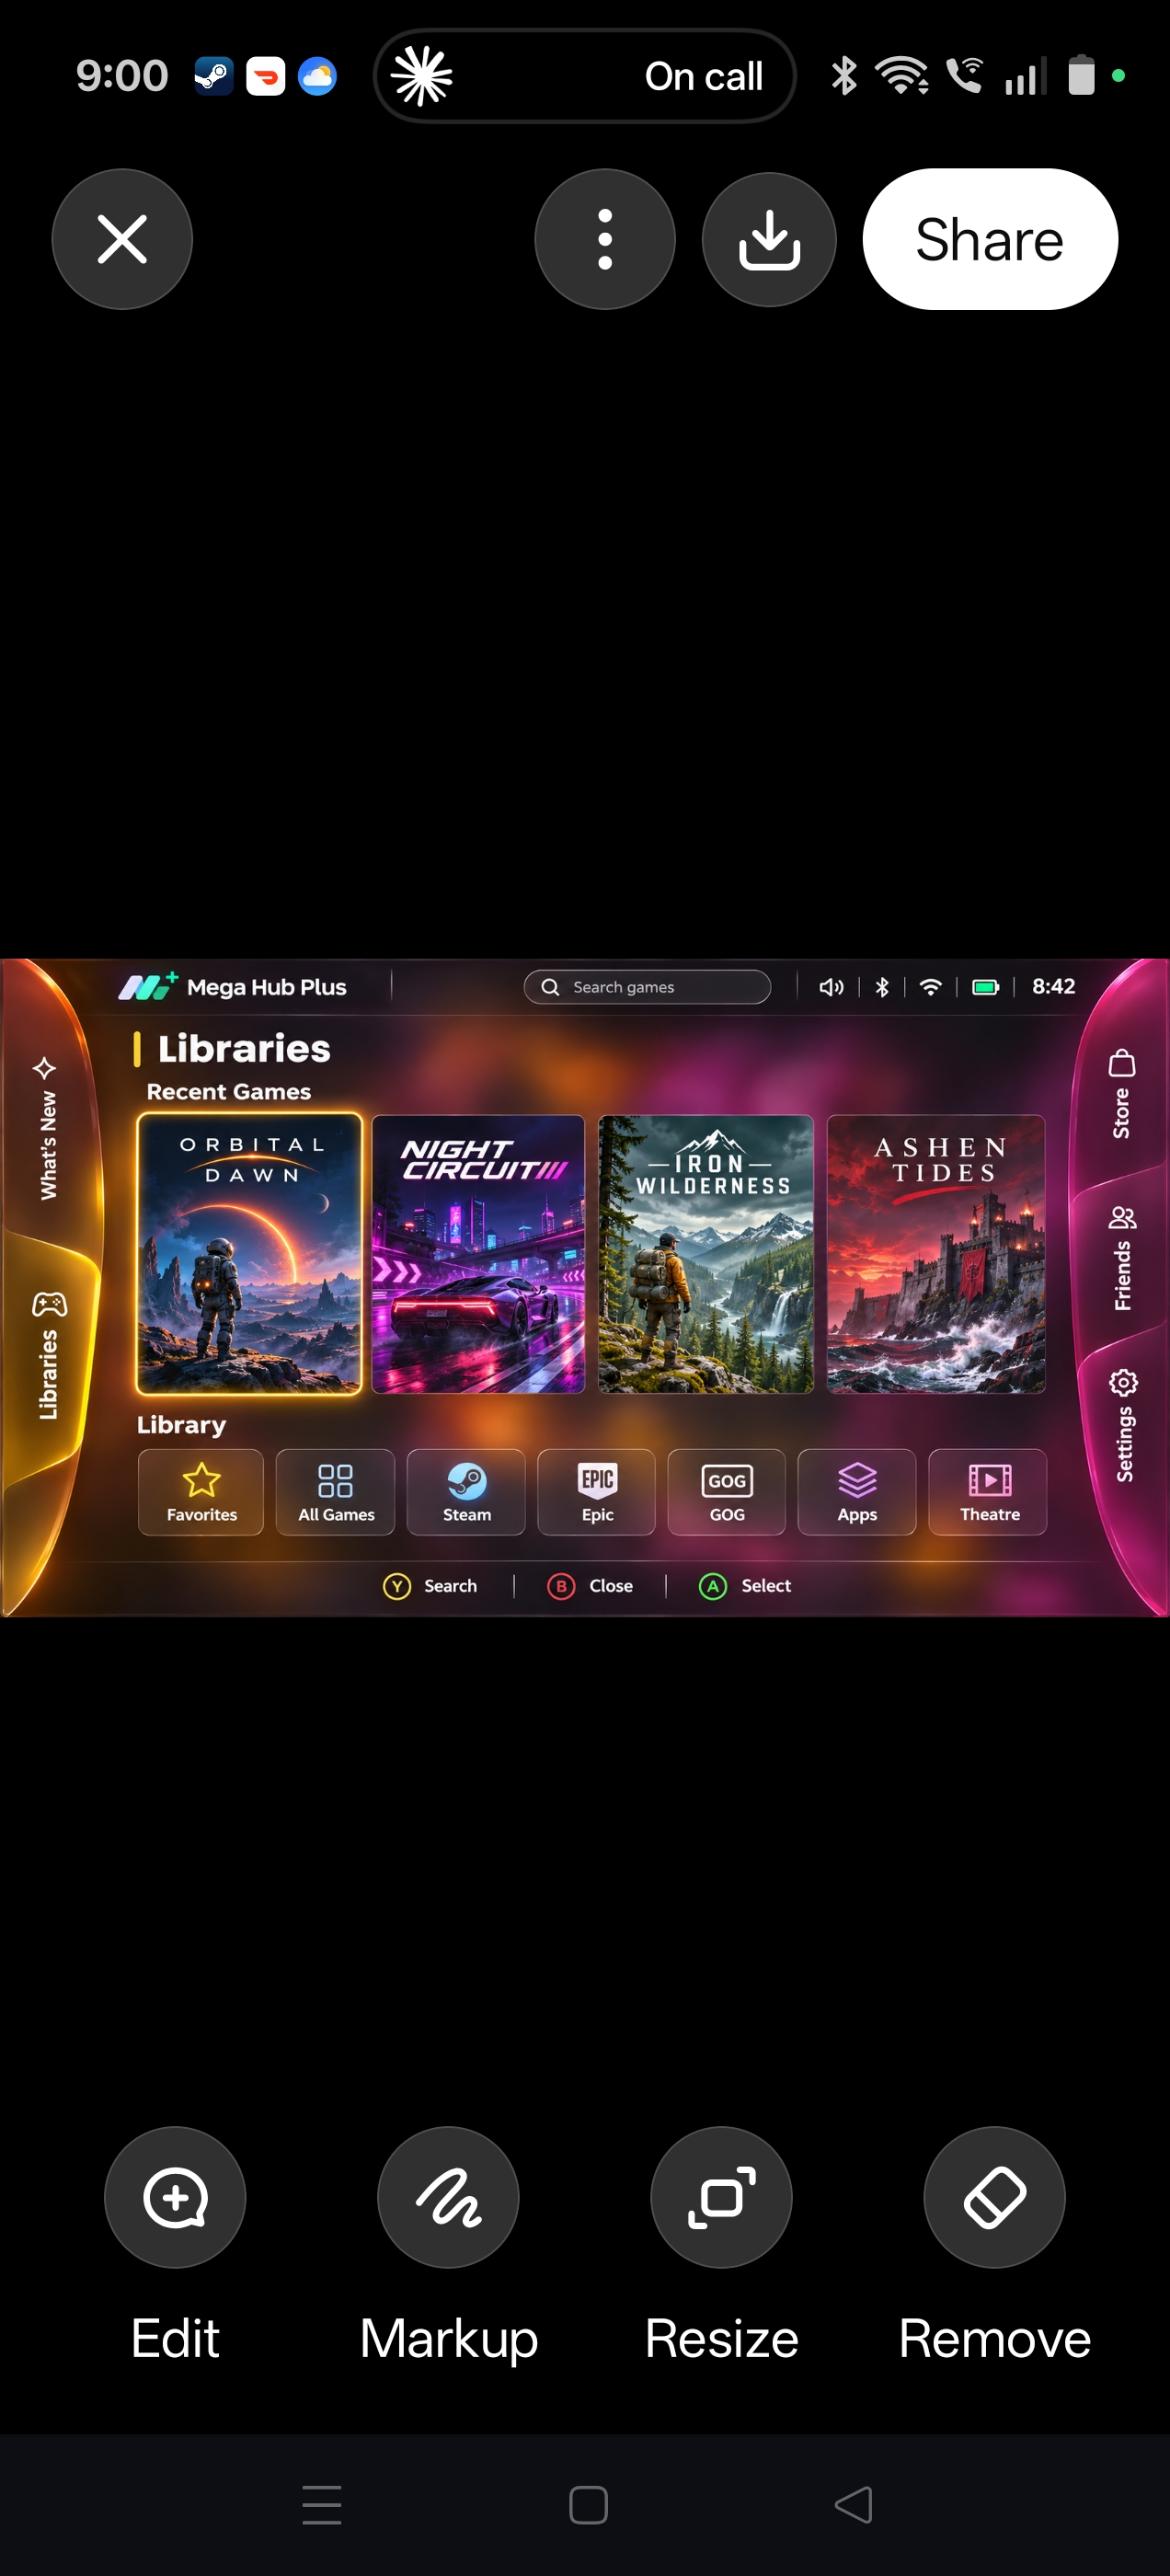 9:00
On call
Share
Mega Hub Plus
Search games
8:42
Libraries
Recent Games
What's New
Libraries
ORBITAL
DAWN
NIGHT
CIRCUIT
IRON
WILDERNESS
ASHEN
TIDES
Store
Friends
Settings
Library
Favorites
All Games
Steam
EPIC
Epic
GOG
GOG
Apps
Theatre
Y Search
B Close
A Select
Edit
Markup
Resize
Remove